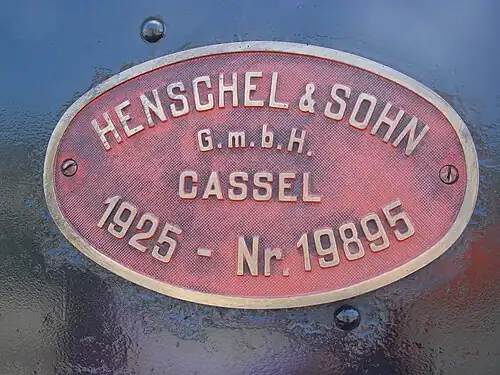 HENSCHEL & SOHN
G.m.b.H.
CASSEL
1925 - Nr. 19895